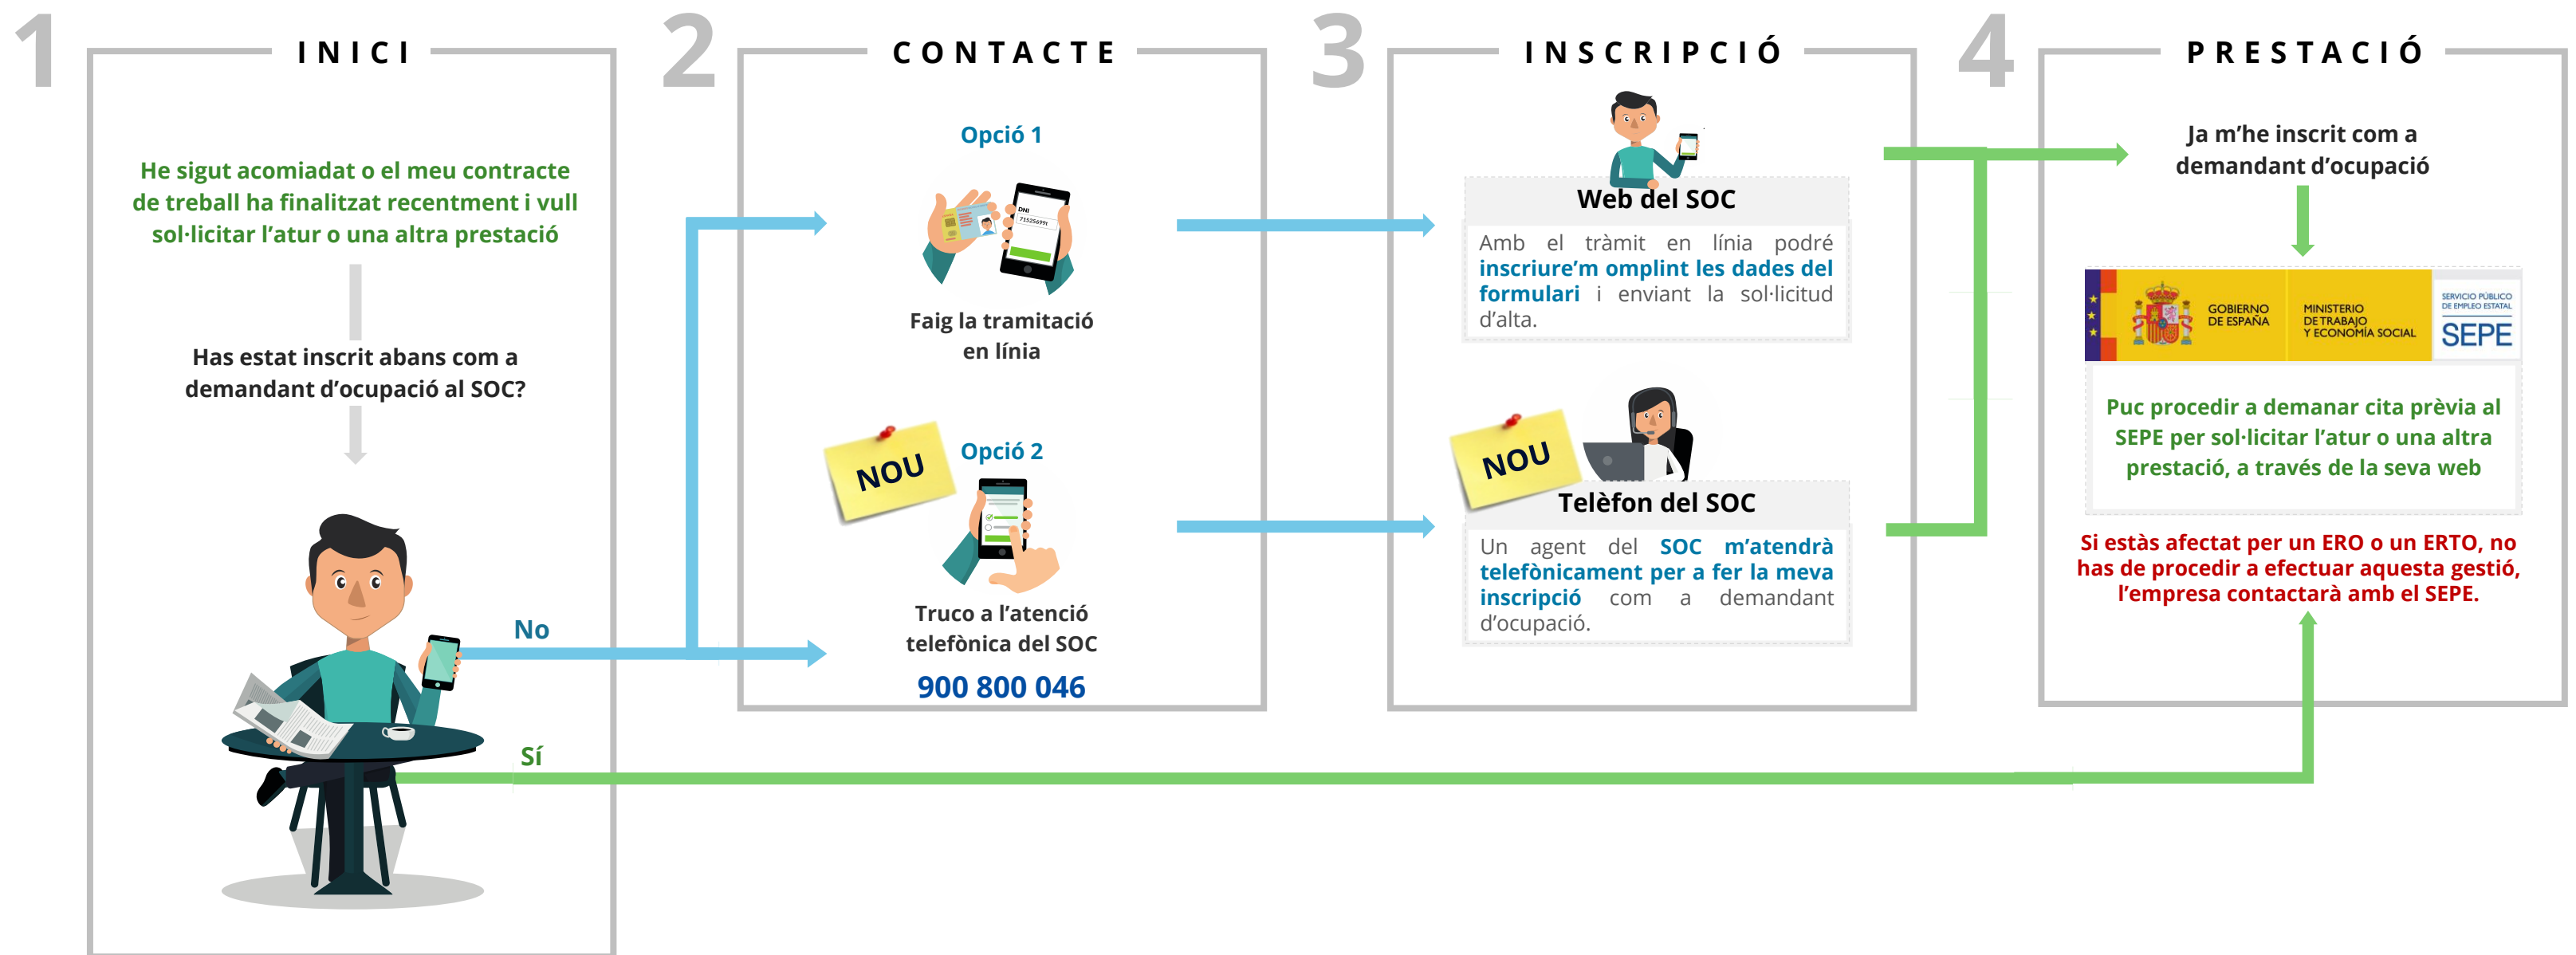 1
INICI
He sigut acomiadat o el meu contracte
de treball ha finalitzat recentment i vull
sol·licitar l’atur o una altra prestació
Has estat inscrit abans com a
demandant d’ocupació al SOC?
No
Sí
2
CONTACTE
Opció 1
DNI
71525699t
Faig la tramitació
en línia
NOU
Opció 2
Truco a l’atenció
telefònica del SOC
900 800 046
3
INSCRIPCIÓ
Web del SOC
Amb el tràmit en línia podré
inscriure’m omplint les dades del
formulari i enviant la sol·licitud
d’alta.
NOU
Telèfon del SOC
Un agent del SOC m’atendrà
telefònicament per a fer la meva
inscripció com a demandant
d’ocupació.
4
PRESTACIÓ
Ja m’he inscrit com a
demandant d’ocupació
GOBIERNO
DE ESPAÑA
MINISTERIO
DE TRABAJO
Y ECONOMÍA SOCIAL
SERVICIO PÚBLICO
DE EMPLEO ESTATAL
SEPE
Puc procedir a demanar cita prèvia al
SEPE per sol·licitar l’atur o una altra
prestació, a través de la seva web
Si estàs afectat per un ERO o un ERTO, no
has de procedir a efectuar aquesta gestió,
l’empresa contactarà amb el SEPE.